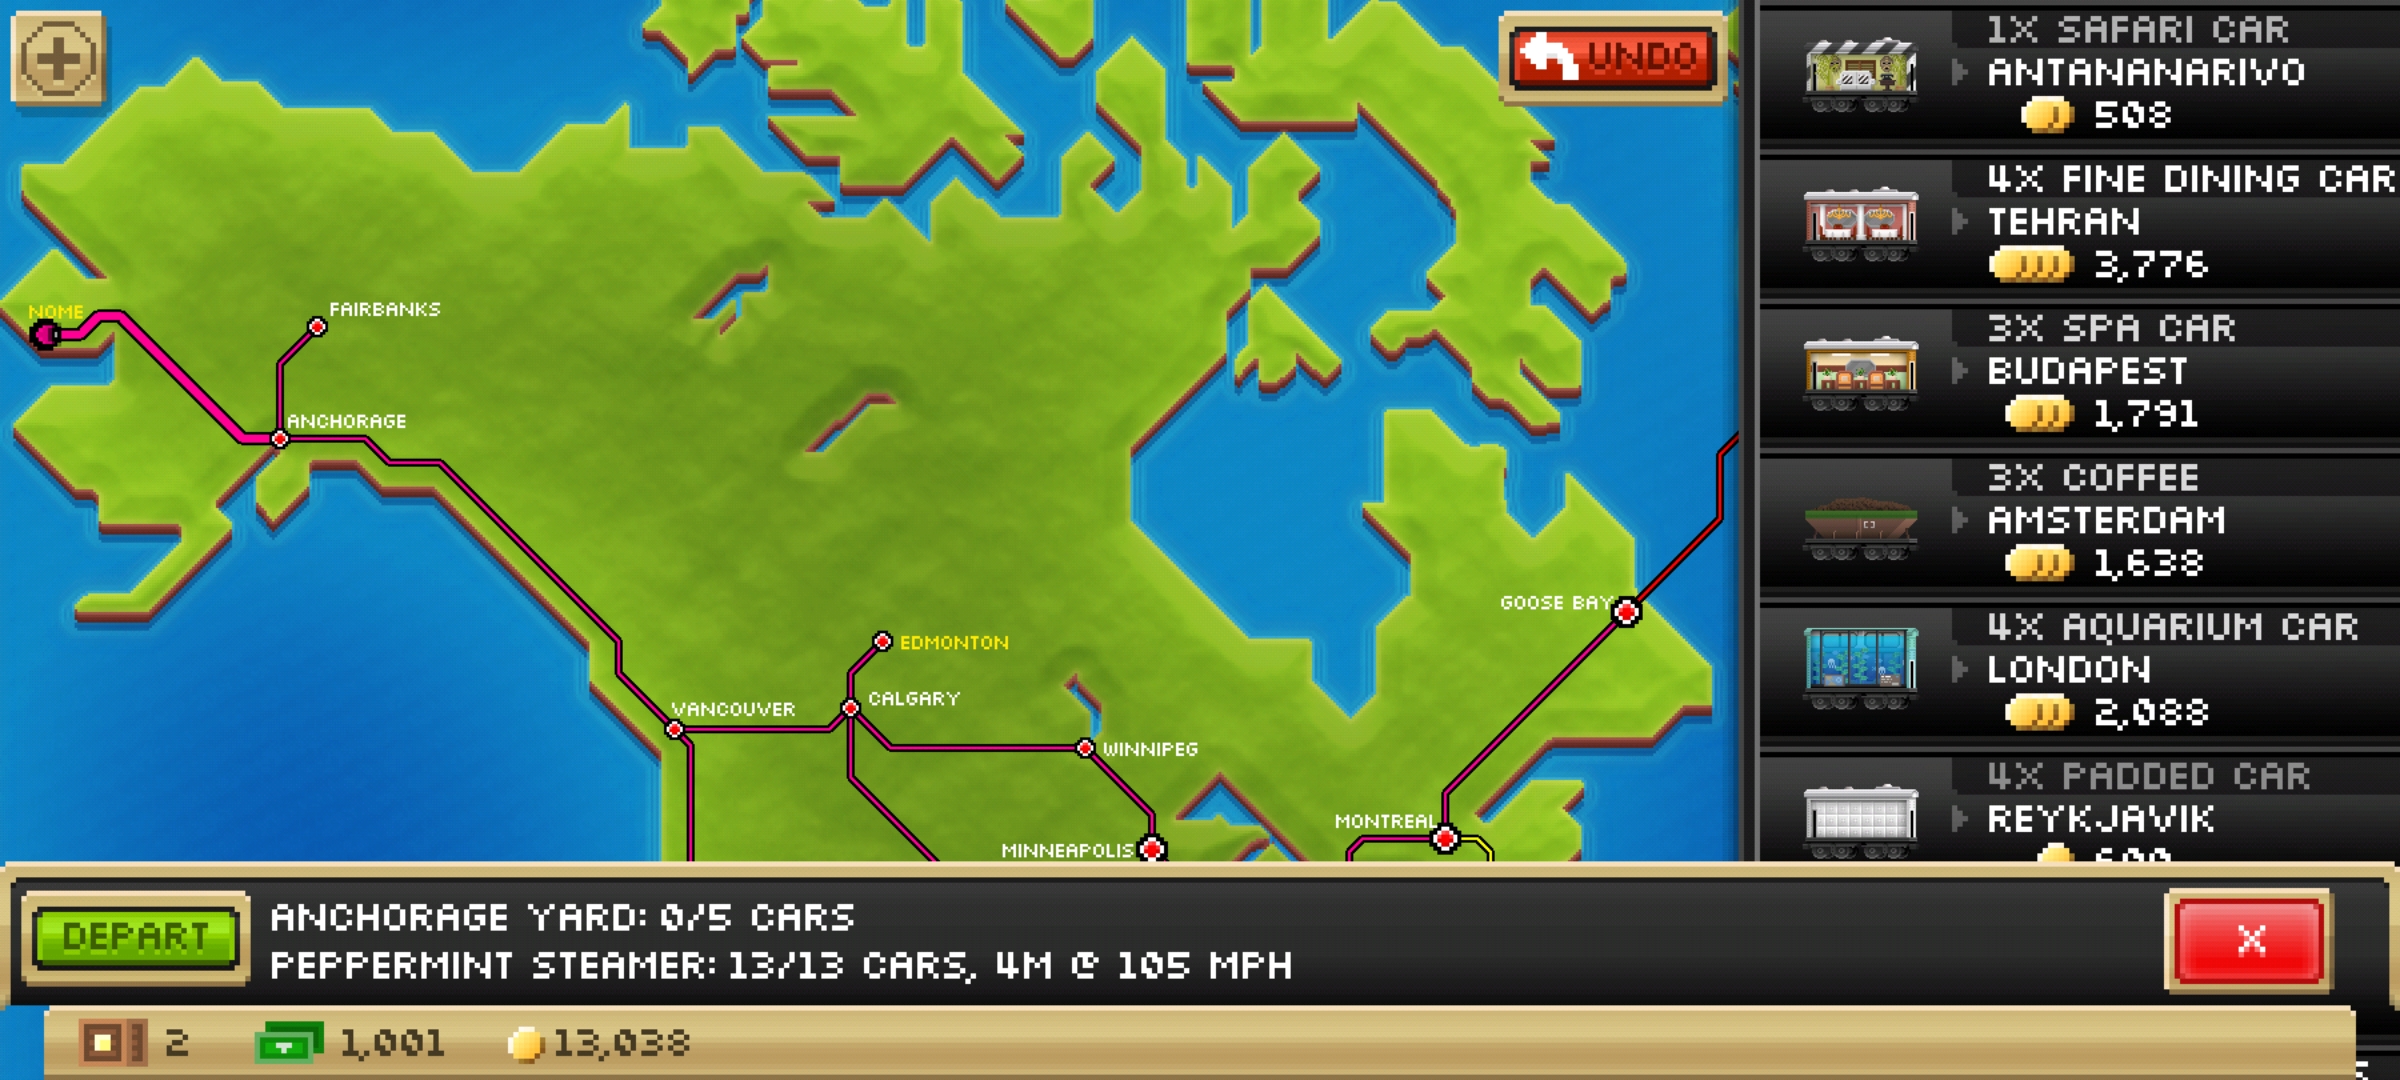 UNDO
NOME
FAIRBANKS
ANCHORAGE
EDMONTON
GOOSE BAY
VANCOUVER
CALGARY
WINNIPEG
MONTREAL
MINNEAPOLIS
1X SAFARI CAR
ANTANANARIVO
508
4X FINE DINING CAR
TEHRAN
3,776
3X SPA CAR
BUDAPEST
1,791
3X COFFEE
AMSTERDAM
1,638
4X AQUARIUM CAR
LONDON
2,088
4X PADDED CAR
REYKJAVIK
DEPART
ANCHORAGE YARD: 0/5 CARS
PEPPERMINT STEAMER: 13/13 CARS, 4M @ 105 MPH
X
2
1,001
13,038